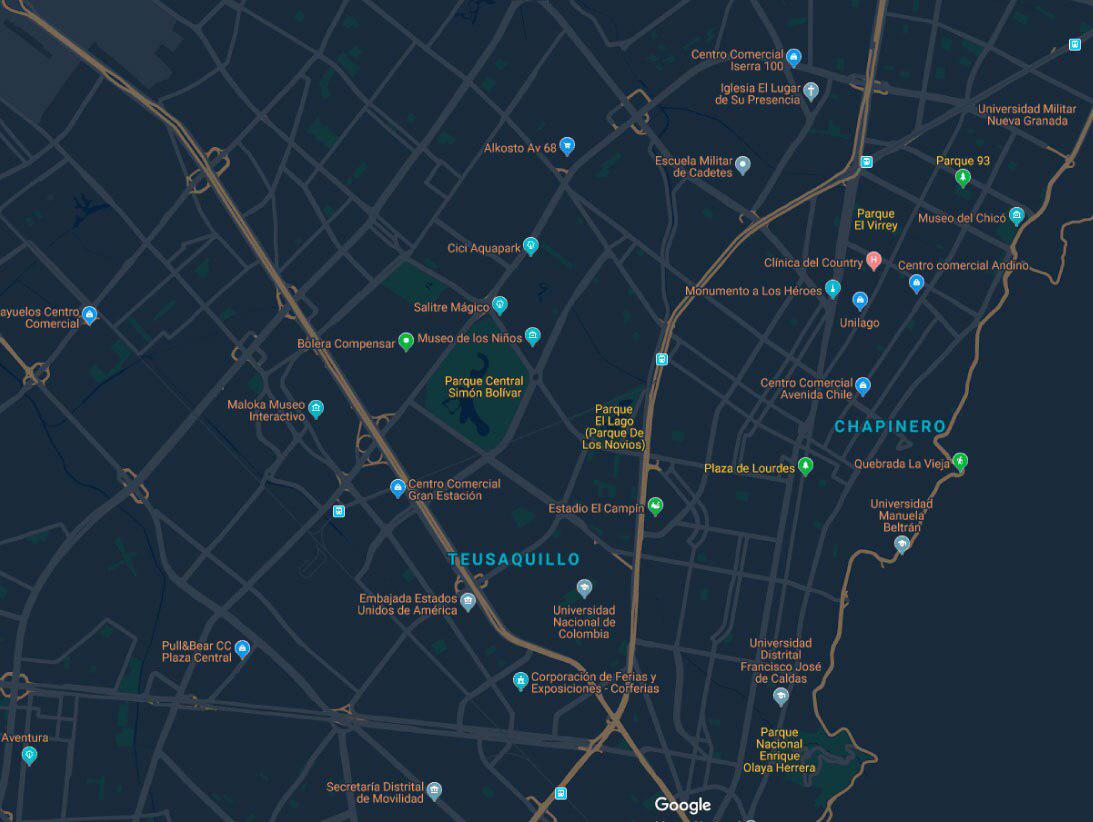 Centro Comercial
Iserra 100
Iglesia El Lugar
de Su Presencia
Universidad Militar
Nueva Granada
Alkosto Av 68
Escuela Militar
de Cadetes
Parque 93
Parque
El Virrey
Museo del Chicó
Cici Aquapark
Clínica del Country
Centro comercial Andino
Monumento a Los Héroes
Unilago
Salitre Mágico
ayuelos Centro
Comercial
Bolera Compensar
Museo de los Niños
Parque Central
Simón Bolívar
Centro Comercial
Avenida Chile
Maloka Museo
Interactivo
Parque
El Lago
(Parque De
Los Novios)
CHAPINERO
Plaza de Lourdes
Quebrada La Vieja
Centro Comercial
Gran Estación
Estadio El Campín
Universidad
Manuela
Beltrán
TEUSAQUILLO
Embajada Estados
Unidos de América
Universidad
Nacional de
Colombia
Pull&Bear CC
Plaza Central
Universidad
Distrital
Francisco José
de Caldas
Corporación de Ferias y
Exposiciones - Corferias
Aventura
Parque
Nacional
Enrique
Olaya Herrera
Secretaría Distrital
de Movilidad
Google